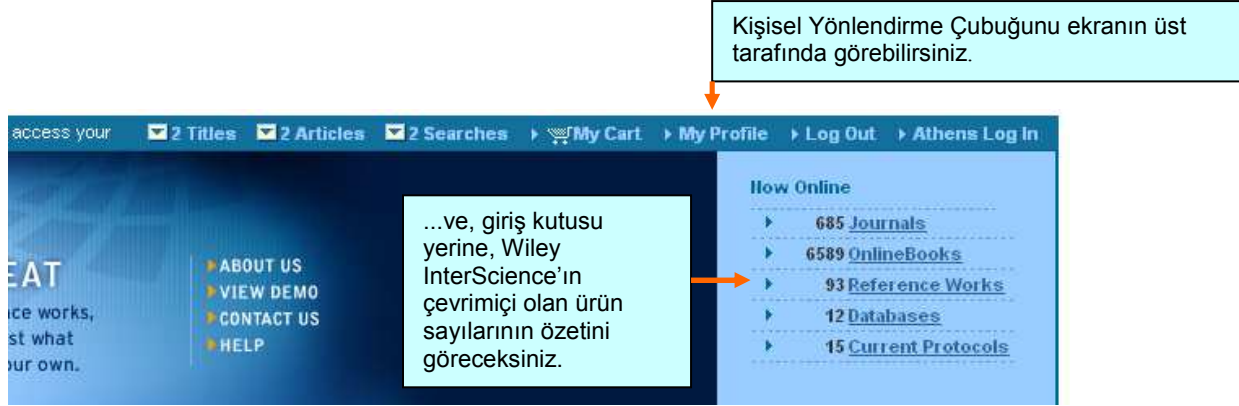 Kişisel Yönlendirme Çubuğunu ekranın üst
tarafında görebilirsiniz.
access your 2 Titles 2 Articles 2 Searches My Cart My Profile Log Out Athens Log In
Now Online
685 Journals
6589 OnlineBooks
93 Reference Works
12 Databases
15 Current Protocols
...ve, giriş kutusu
yerine, Wiley
InterScience’ın
çevrimiçi olan ürün
sayılarının özetini
göreceksiniz.
ABOUT US
VIEW DEMO
CONTACT US
HELP
EAT
ce works,
st what
our own.